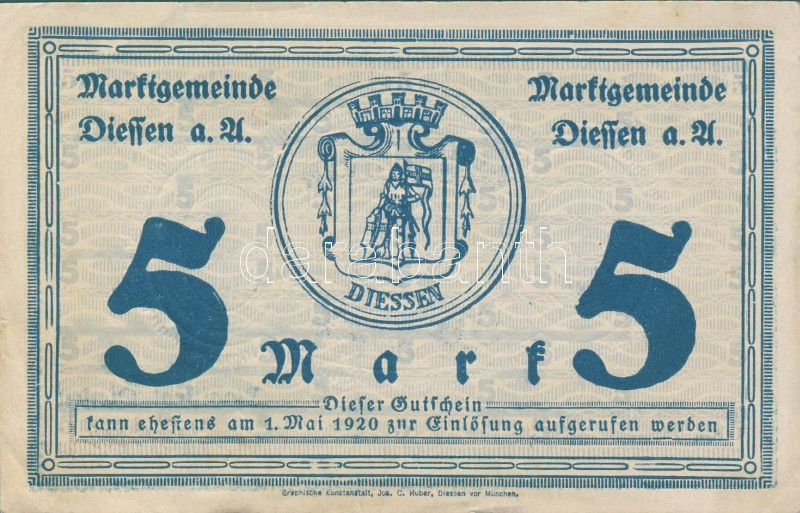 Marktgemeinde
Diessen a. A.
Marktgemeinde
Diessen a. A.
DIESSEN
5 Mark 5
darabanth
Dieser Gutschein
kann ehestens am 1. Mai 1920 zur Einlösung aufgerufen werden
Graphische Kunstanstalt, Jos. C. Huber, Diessen vor München.